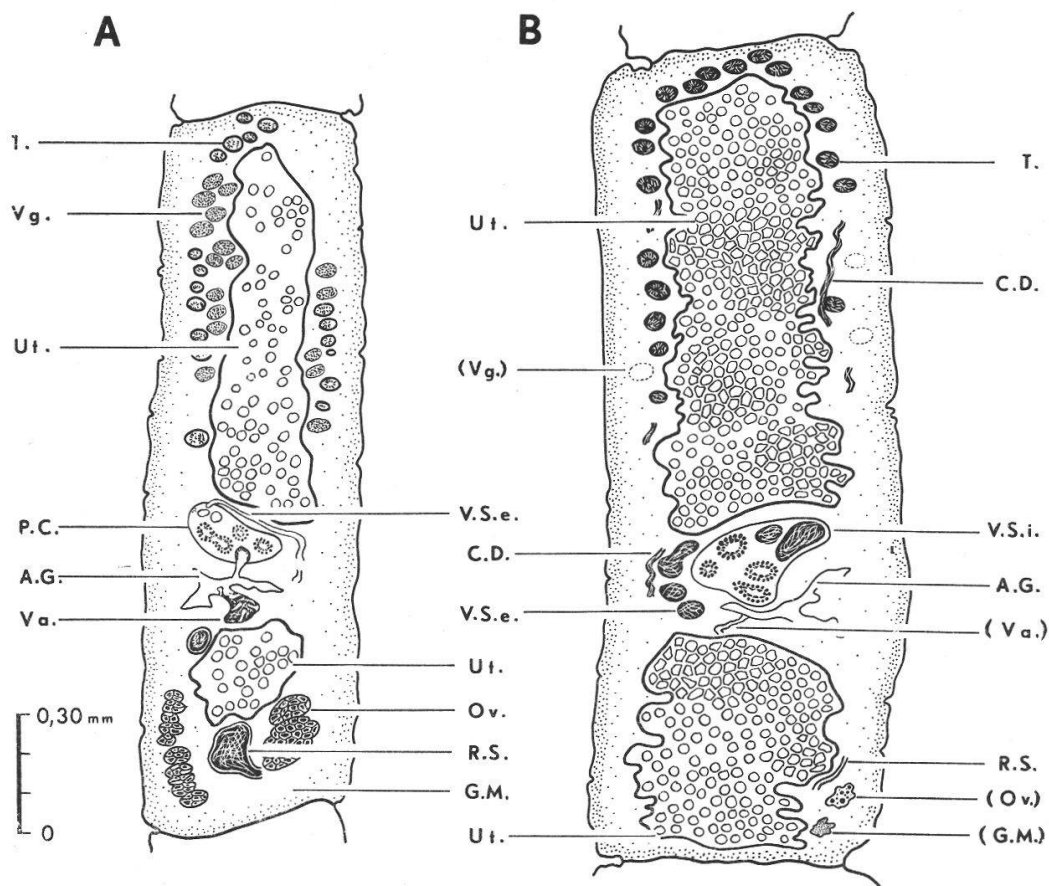 A
B
T.
Vg.
Ut.
P.C.
A.G.
Va.
V.S.e.
Ut.
Ov.
R.S.
G.M.
0,30 mm
0
Ut.
(Vg.)
C.D.
V.S.e.
Ut.
T.
C.D.
V.S.i.
A.G.
(Va.)
R.S.
(Ov.)
(G.M.)